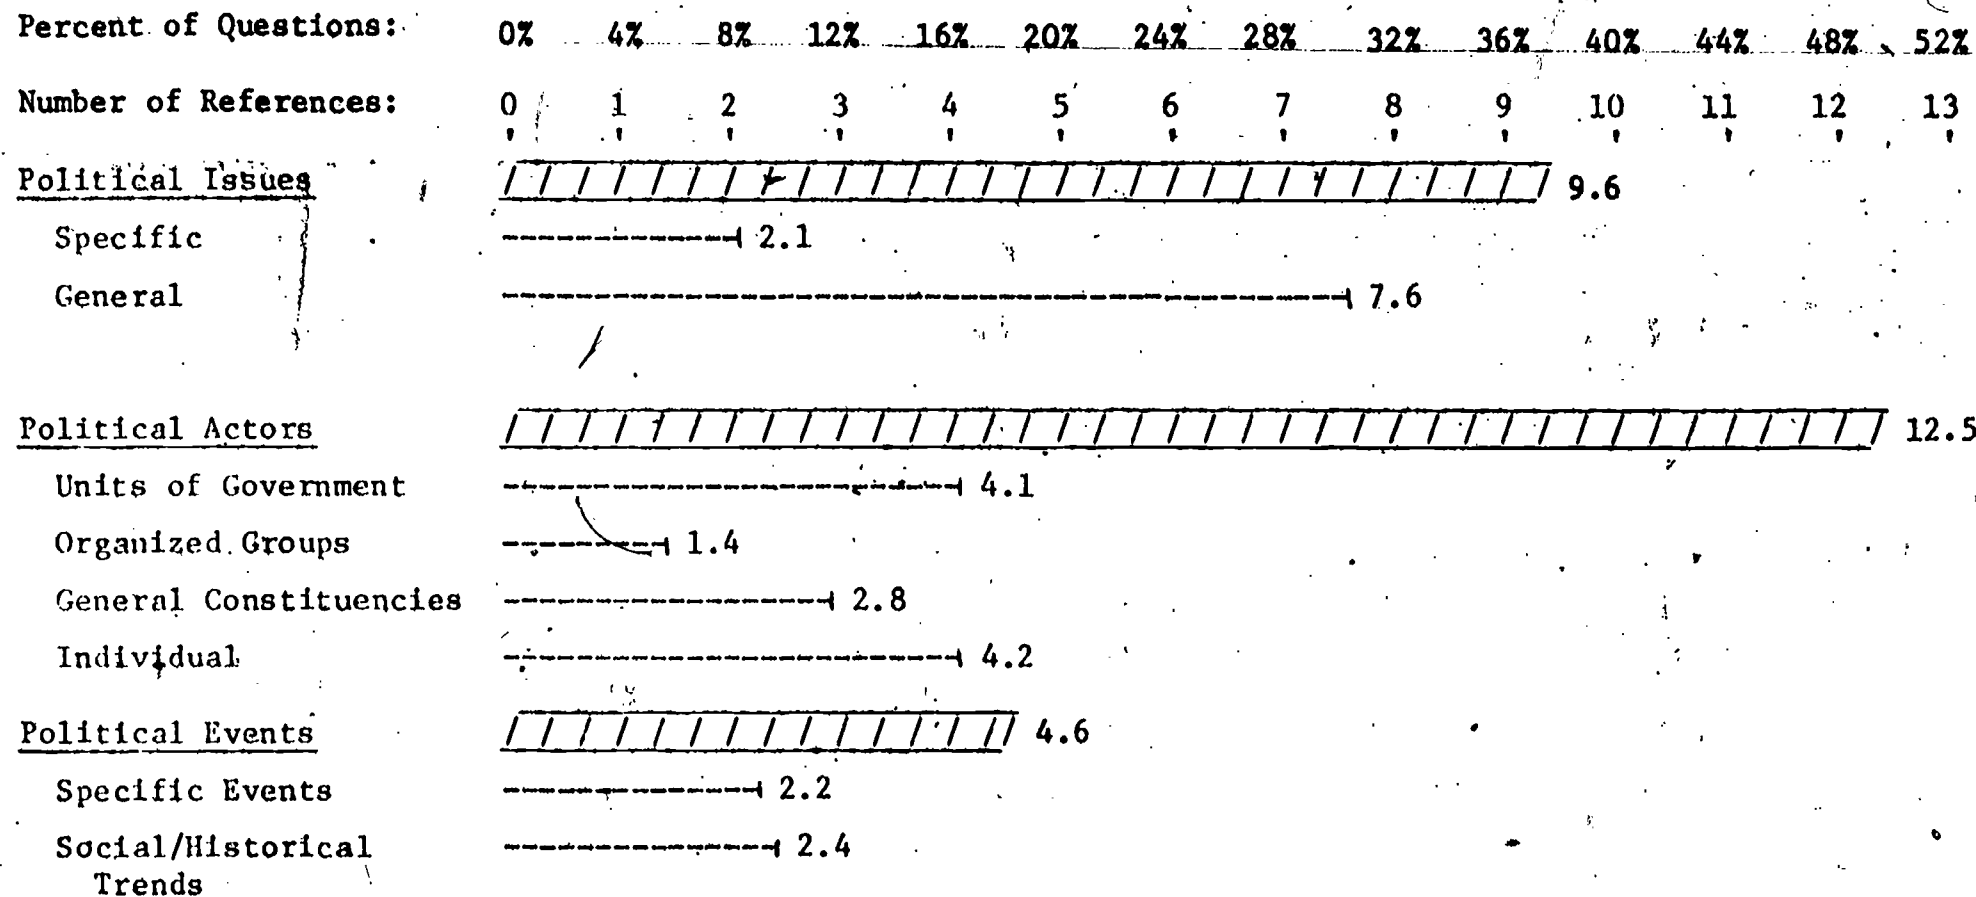 Percent of Questions: 0% 4% 8% 12% 16% 20% 24% 28% 32% 36% 40% 44% 48% 52%
Number of References: 0 1 2 3 4 5 6 7 8 9 10 11 12 13
Political Issues 9.6
Specific 2.1
General 7.6
Political Actors 12.5
Units of Government 4.1
Organized Groups 1.4
General Constituencies 2.8
Individual 4.2
Political Events 4.6
Specific Events 2.2
Social/Historical 2.4
Trends